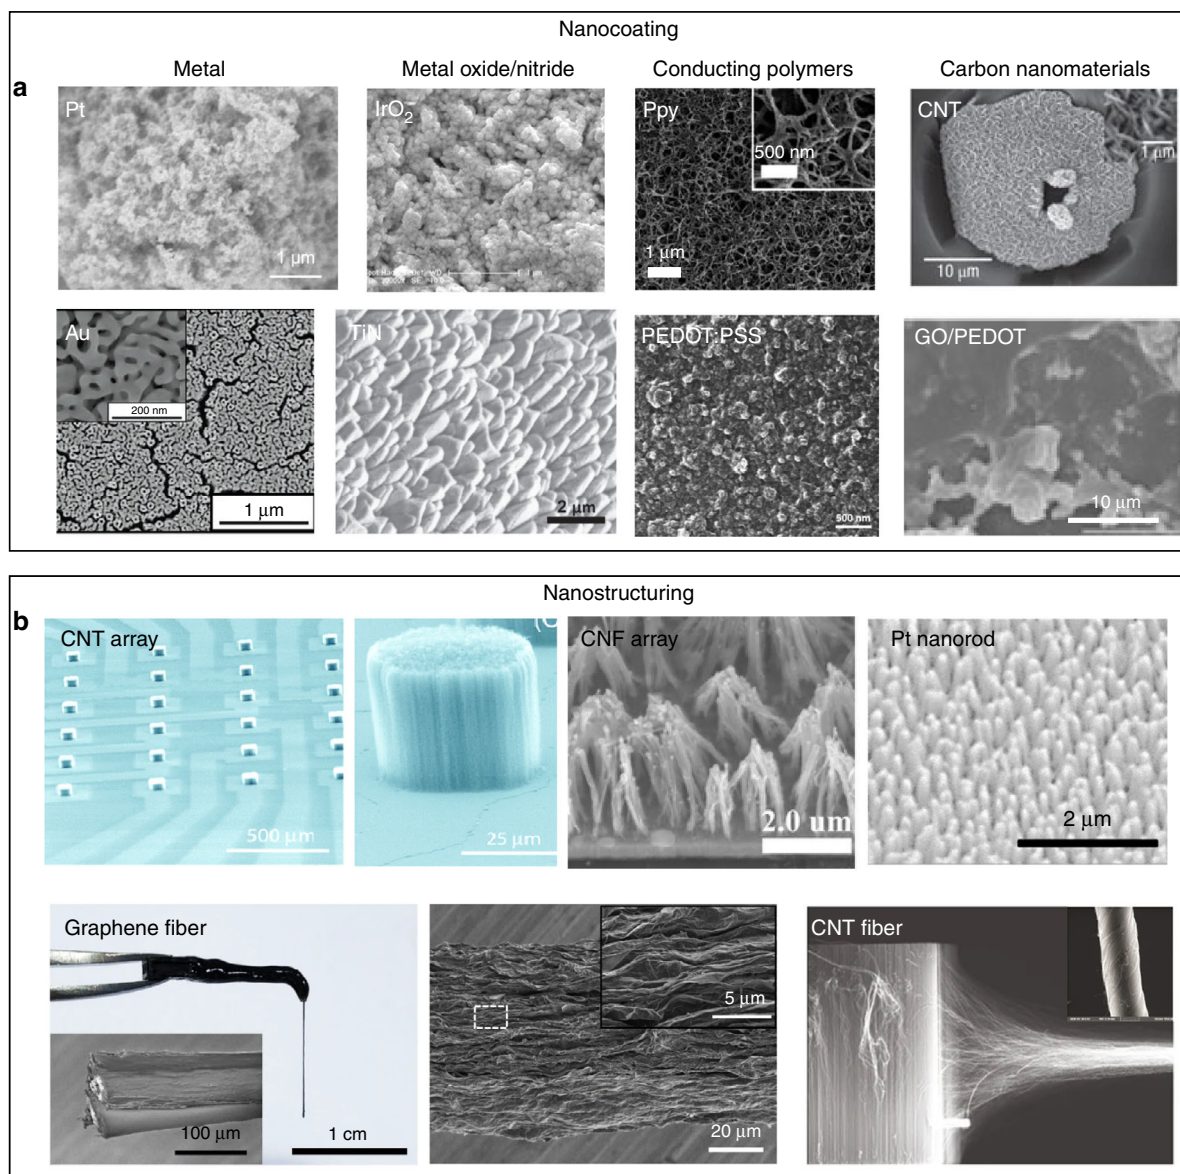 Nanocoating
Metal
Metal oxide/nitride
Conducting polymers
Carbon nanomaterials
a
Pt
1 µm
IrO2
1 µm
Ppy
500 nm
1 µm
CNT
1 µm
10 µm
Au
200 nm
1 µm
TiN
2 µm
PEDOT:PSS
500 nm
GO/PEDOT
10 µm
Nanostructuring
b
CNT array
500 µm
25 µm
CNF array
2.0 um
Pt nanorod
2 µm
Graphene fiber
100 µm
1 cm
5 µm
20 µm
CNT fiber